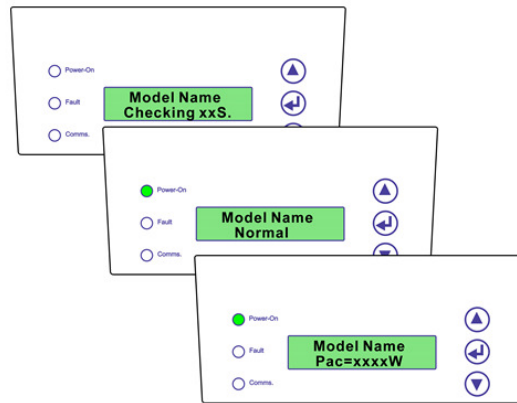 Power-On
Fault
Comms.
Model Name
Checking xxS.
Power-On
Fault
Comms.
Model Name
Normal
Power-On
Fault
Comms.
Model Name
Pac=xxxxW